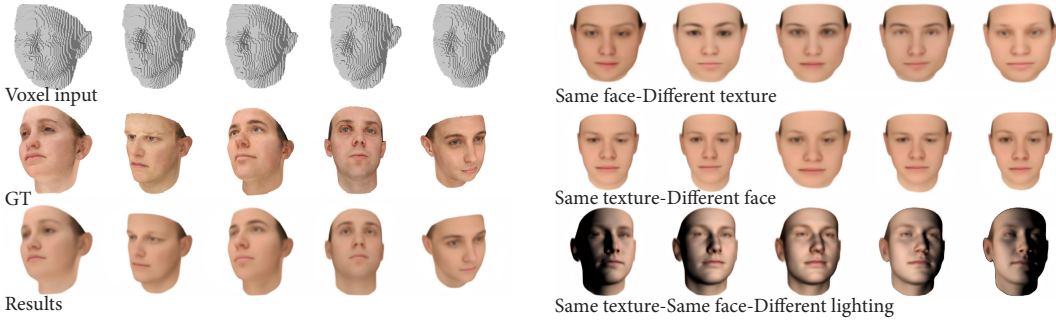 Voxel input
GT
Results
Same face-Different texture
Same texture-Different face
Same texture-Same face-Different lighting